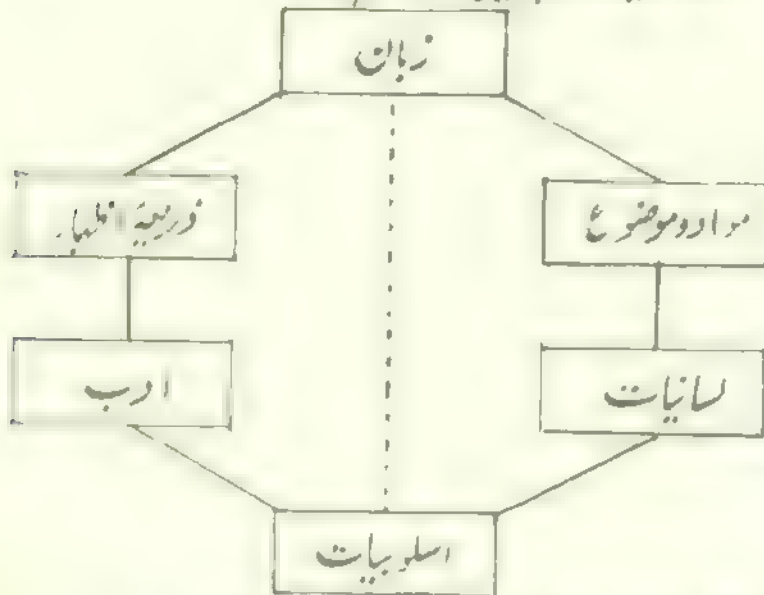 زبان
مواد و موضوع
ذریعۂ اظہار
لسانیات
ادب
اسلوبیات